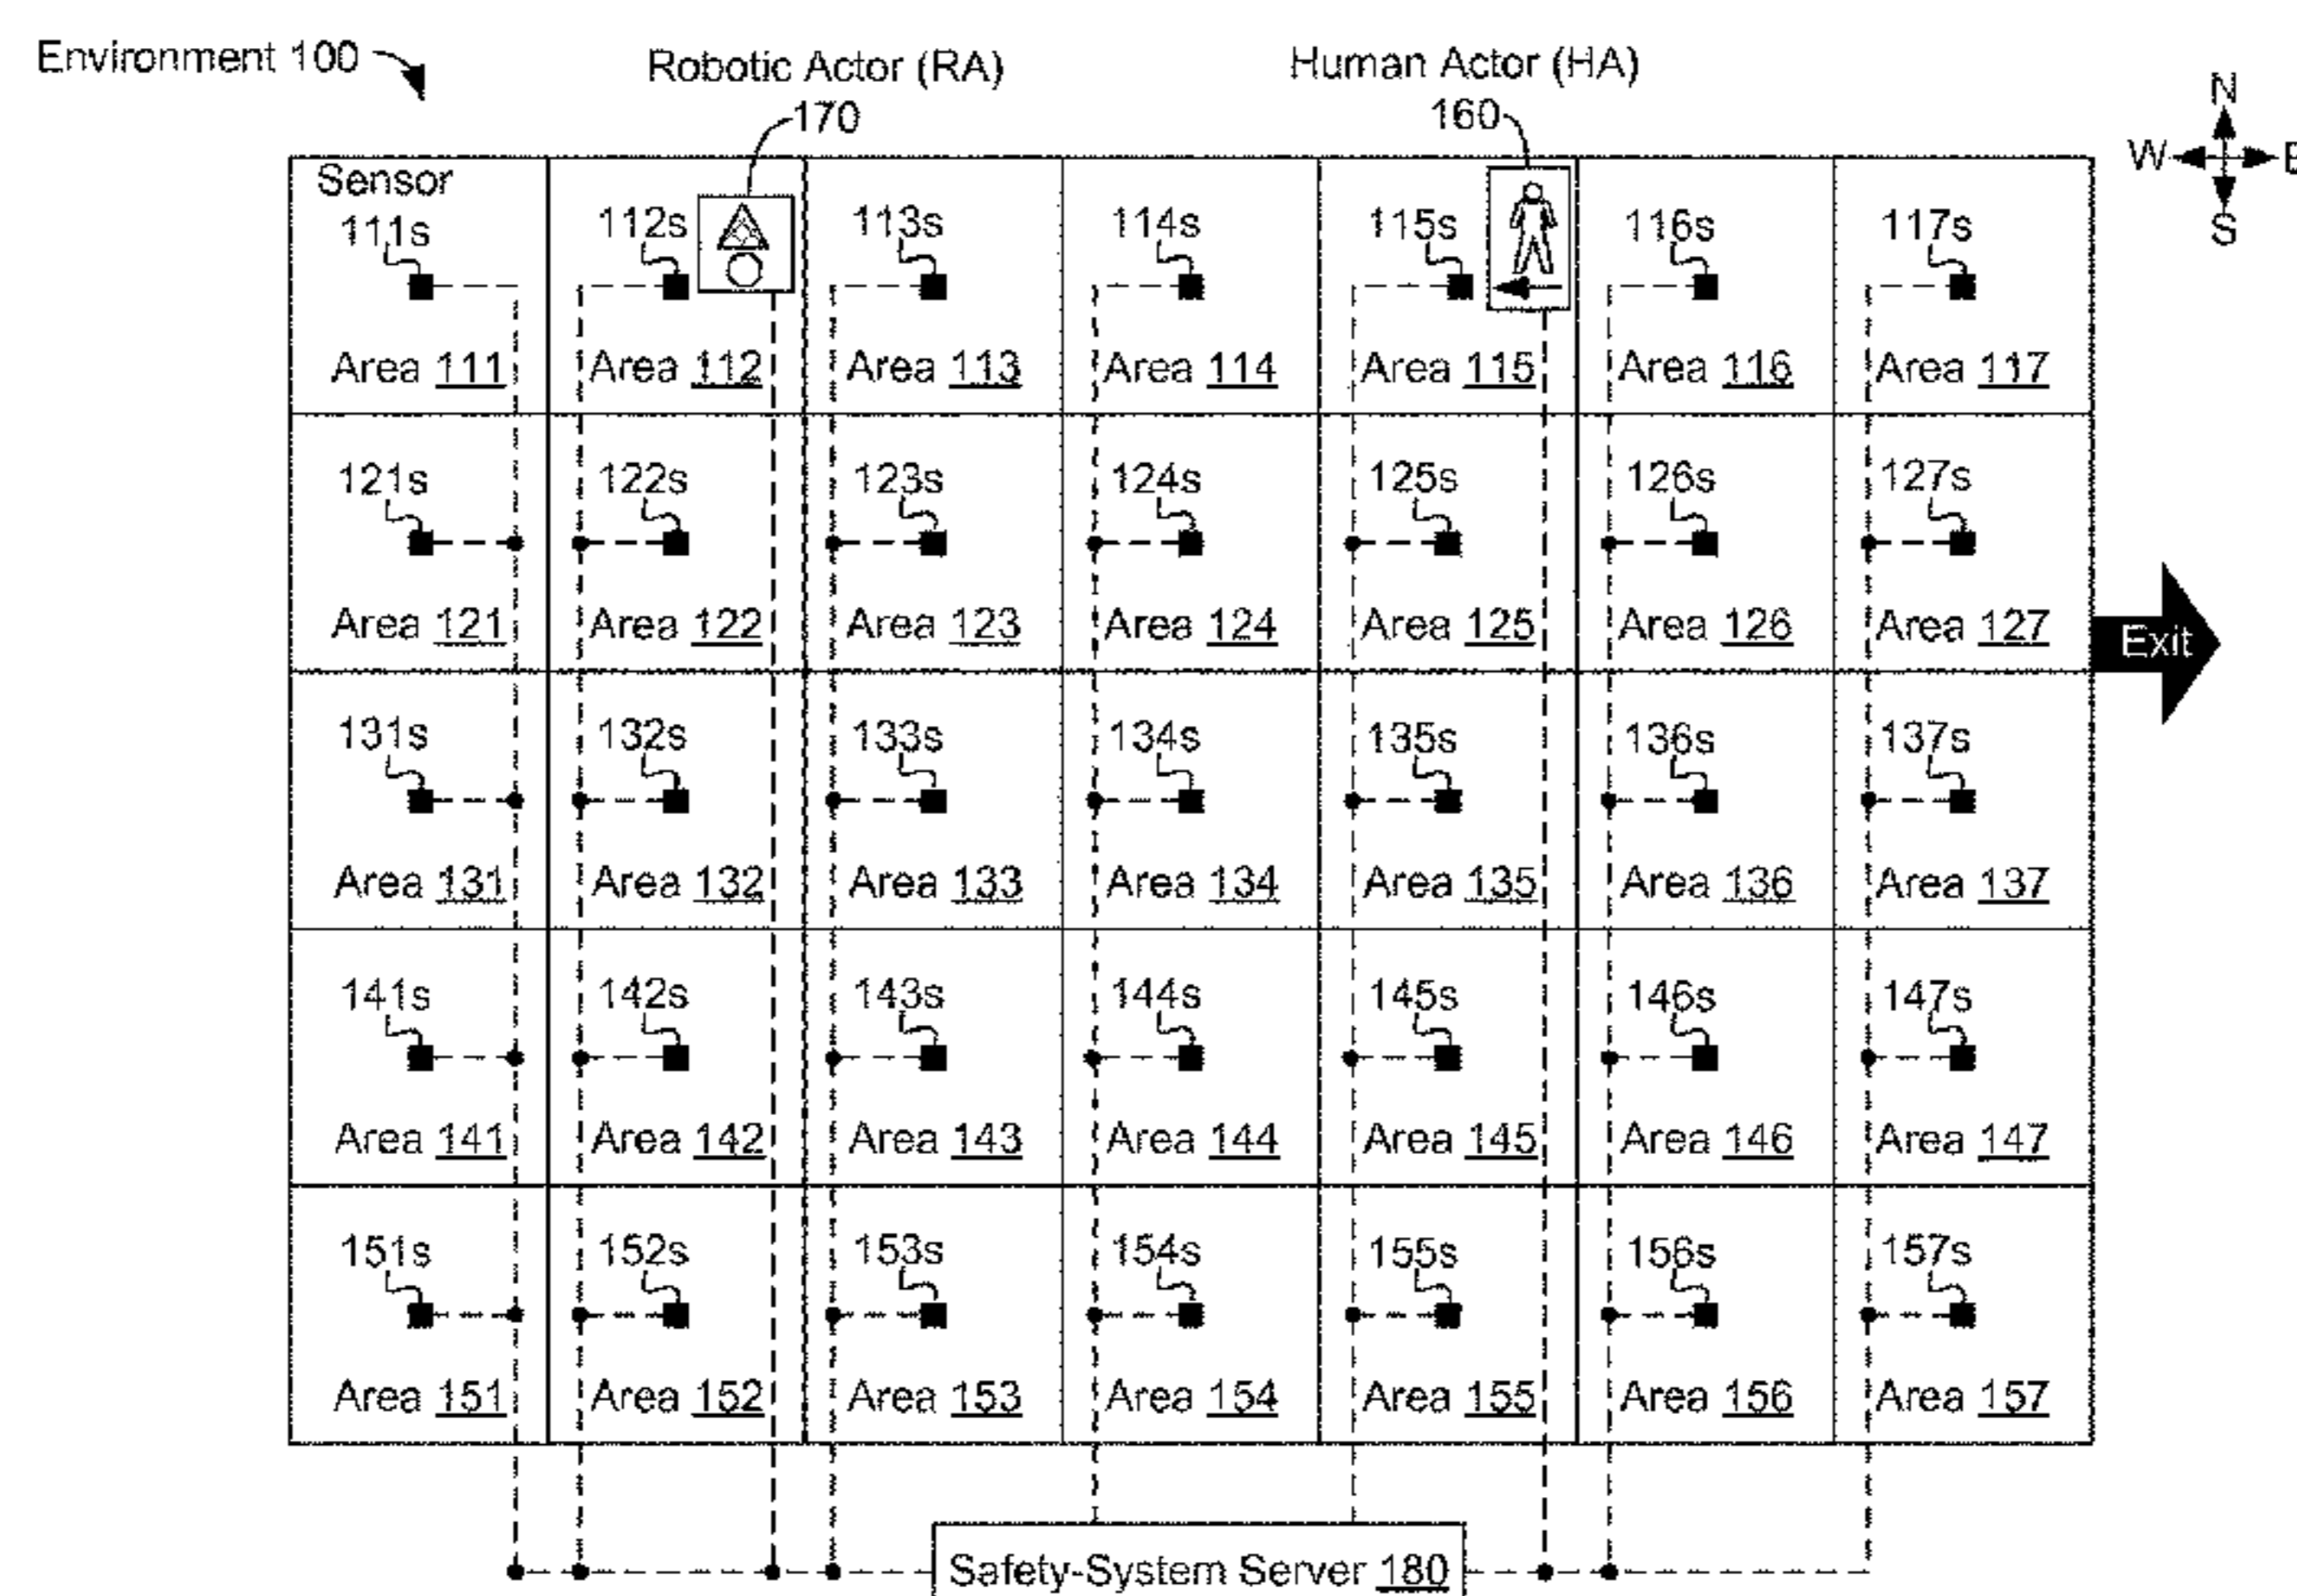 Environment 100
Robotic Actor (RA)
170
Human Actor (HA)
160
N
W E
S
Sensor
111s 112s 113s 114s 115s 116s 117s
Area 111 Area 112 Area 113 Area 114 Area 115 Area 116 Area 117
121s 122s 123s 124s 125s 126s 127s
Area 121 Area 122 Area 123 Area 124 Area 125 Area 126 Area 127
Exit
131s 132s 133s 134s 135s 136s 137s
Area 131 Area 132 Area 133 Area 134 Area 135 Area 136 Area 137
141s 142s 143s 144s 145s 146s 147s
Area 141 Area 142 Area 143 Area 144 Area 145 Area 146 Area 147
151s 152s 153s 154s 155s 156s 157s
Area 151 Area 152 Area 153 Area 154 Area 155 Area 156 Area 157
Safety-System Server 180